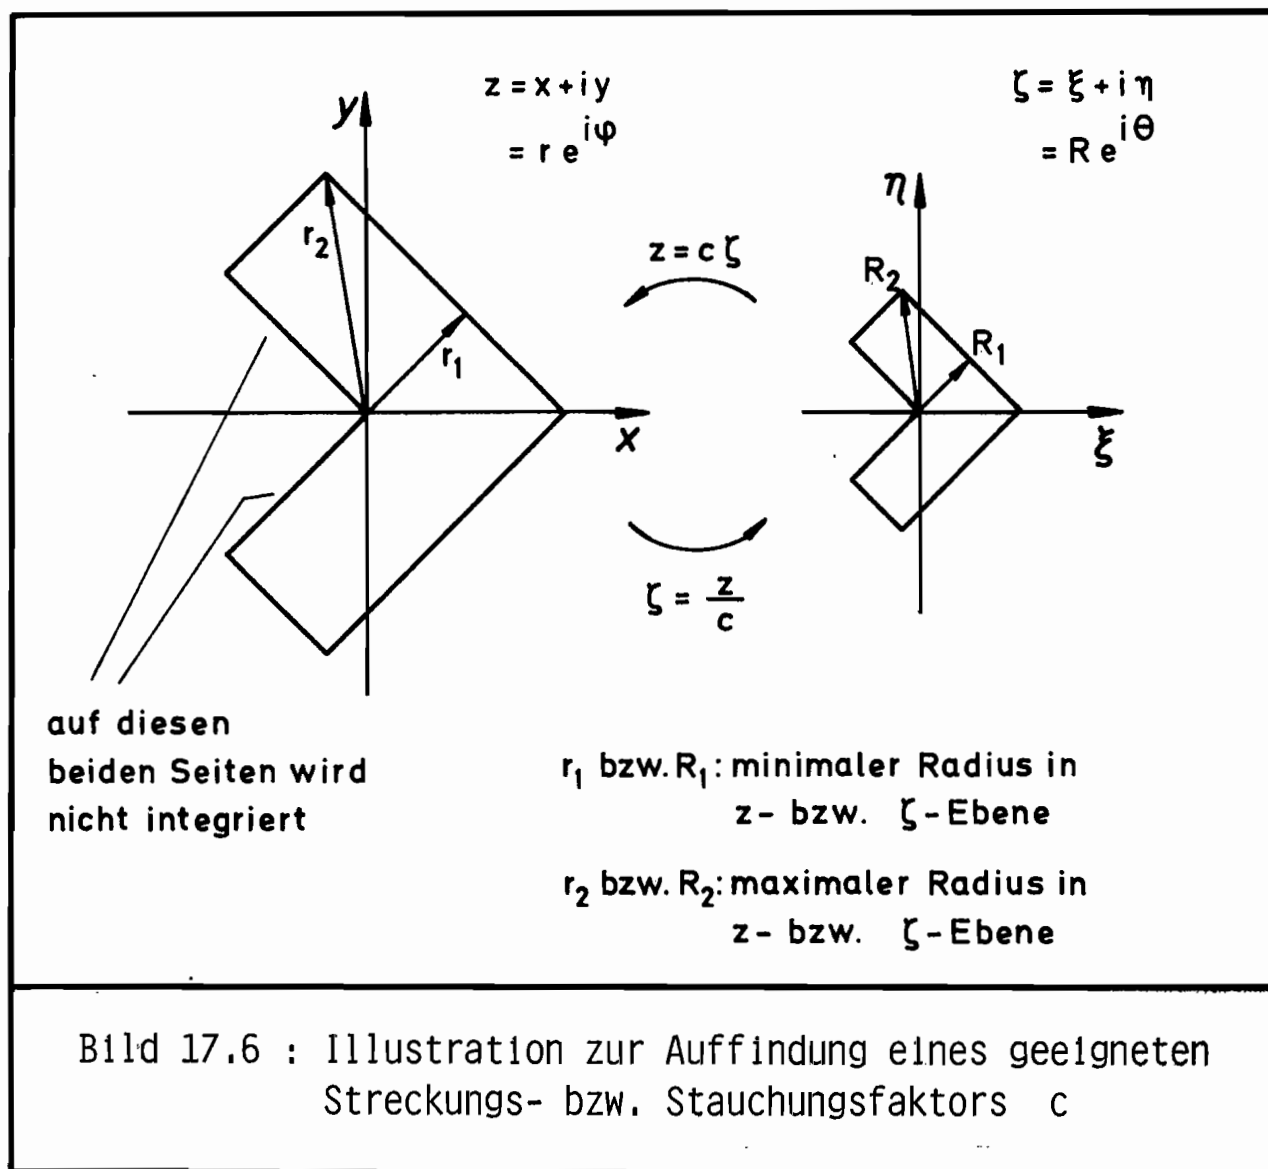 z = x + i y
= r e^{iφ}
ζ = ξ + i η
= R e^{iθ}
y
η
r₂
z = c ζ
R₂
r₁
R₁
x
ξ
ζ = z/c
auf diesen
beiden Seiten wird
nicht integriert
r₁ bzw. R₁: minimaler Radius in
z- bzw. ζ-Ebene
r₂ bzw. R₂: maximaler Radius in
z- bzw. ζ-Ebene
Bild 17.6 : Illustration zur Auffindung eines geeigneten
Streckungs- bzw. Stauchungsfaktors c